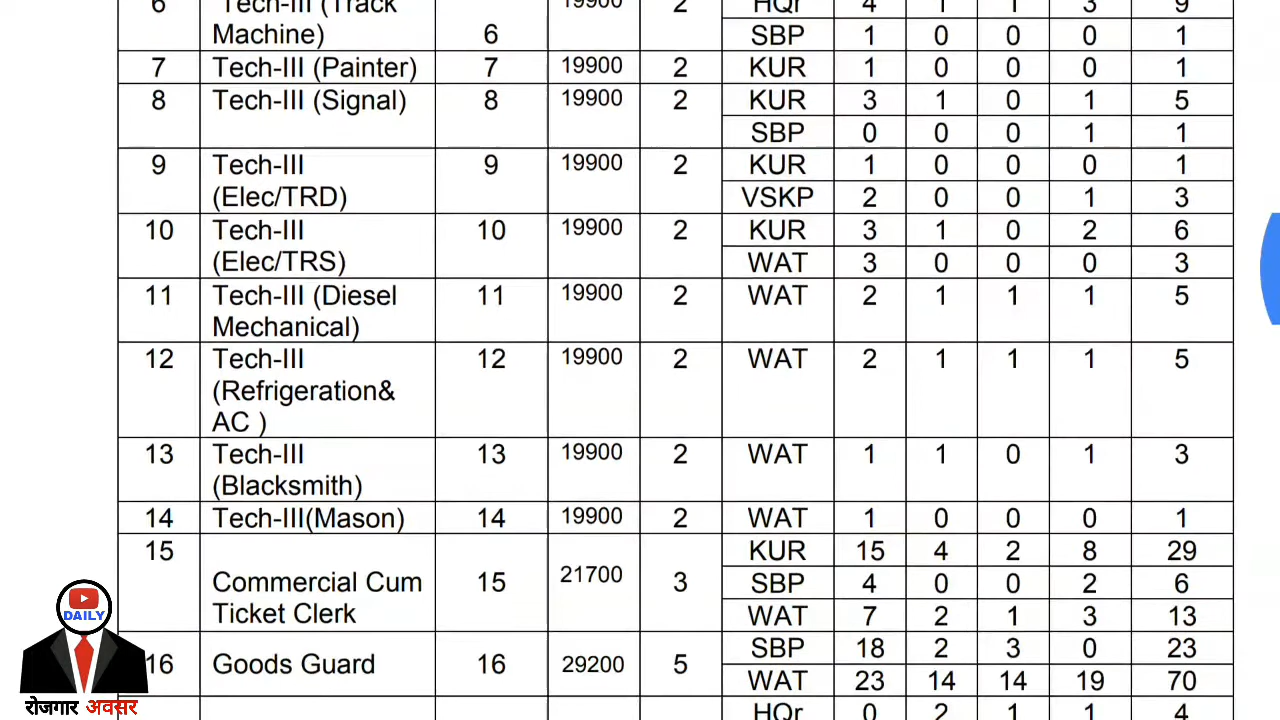 6 Tech-III (Track 19900 2 HQr 4 1 1 3 9
Machine) 6 SBP 1 0 0 0 1
7 Tech-III (Painter) 7 19900 2 KUR 1 0 0 0 1
8 Tech-III (Signal) 8 19900 2 KUR 3 1 0 1 5
SBP 0 0 0 1 1
9 Tech-III 9 19900 2 KUR 1 0 0 0 1
(Elec/TRD) VSKP 2 0 0 1 3
10 Tech-III 10 19900 2 KUR 3 1 0 2 6
(Elec/TRS) WAT 3 0 0 0 3
11 Tech-III (Diesel 11 19900 2 WAT 2 1 1 1 5
Mechanical)
12 Tech-III 12 19900 2 WAT 2 1 1 1 5
(Refrigeration&
AC )
13 Tech-III 13 19900 2 WAT 1 1 0 1 3
(Blacksmith)
14 Tech-III(Mason) 14 19900 2 WAT 1 0 0 0 1
15 KUR 15 4 2 8 29
Commercial Cum 15 21700 3 SBP 4 0 0 2 6
Ticket Clerk WAT 7 2 1 3 13
SBP 18 2 3 0 23
16 Goods Guard 16 29200 5
WAT 23 14 14 19 70
HQr 0 2 1 1 4
DAILY
रोजगार अवसर